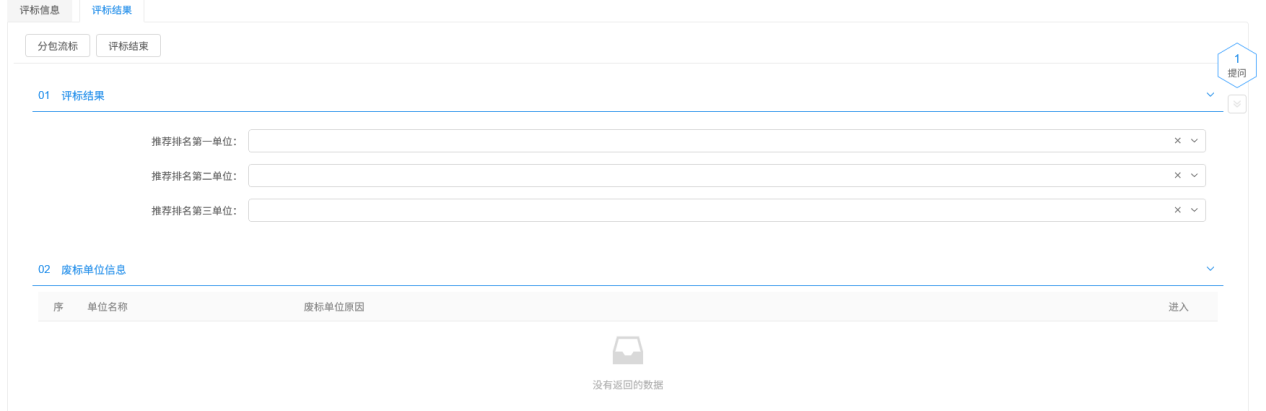 评标信息 评标结果
分包流标 评标结束
1
提问
01 评标结果
推荐排名第一单位:
推荐排名第二单位:
推荐排名第三单位:
02 废标单位信息
序 单位名称 废标单位原因 进入
没有返回的数据